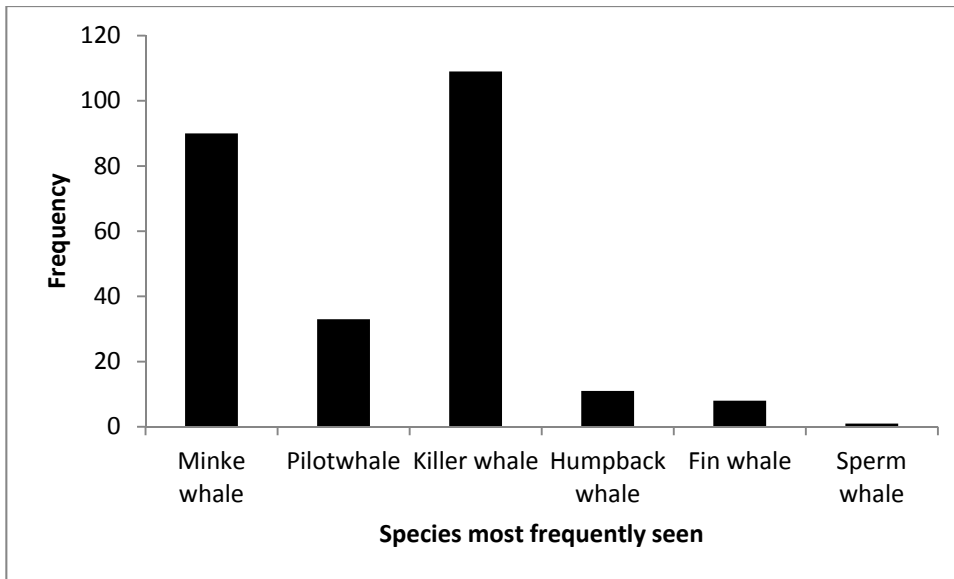 120
100
80
60
40
20
0
Frequency
Minke whale
Pilotwhale
Killer whale
Humpback whale
Fin whale
Sperm whale
Species most frequently seen